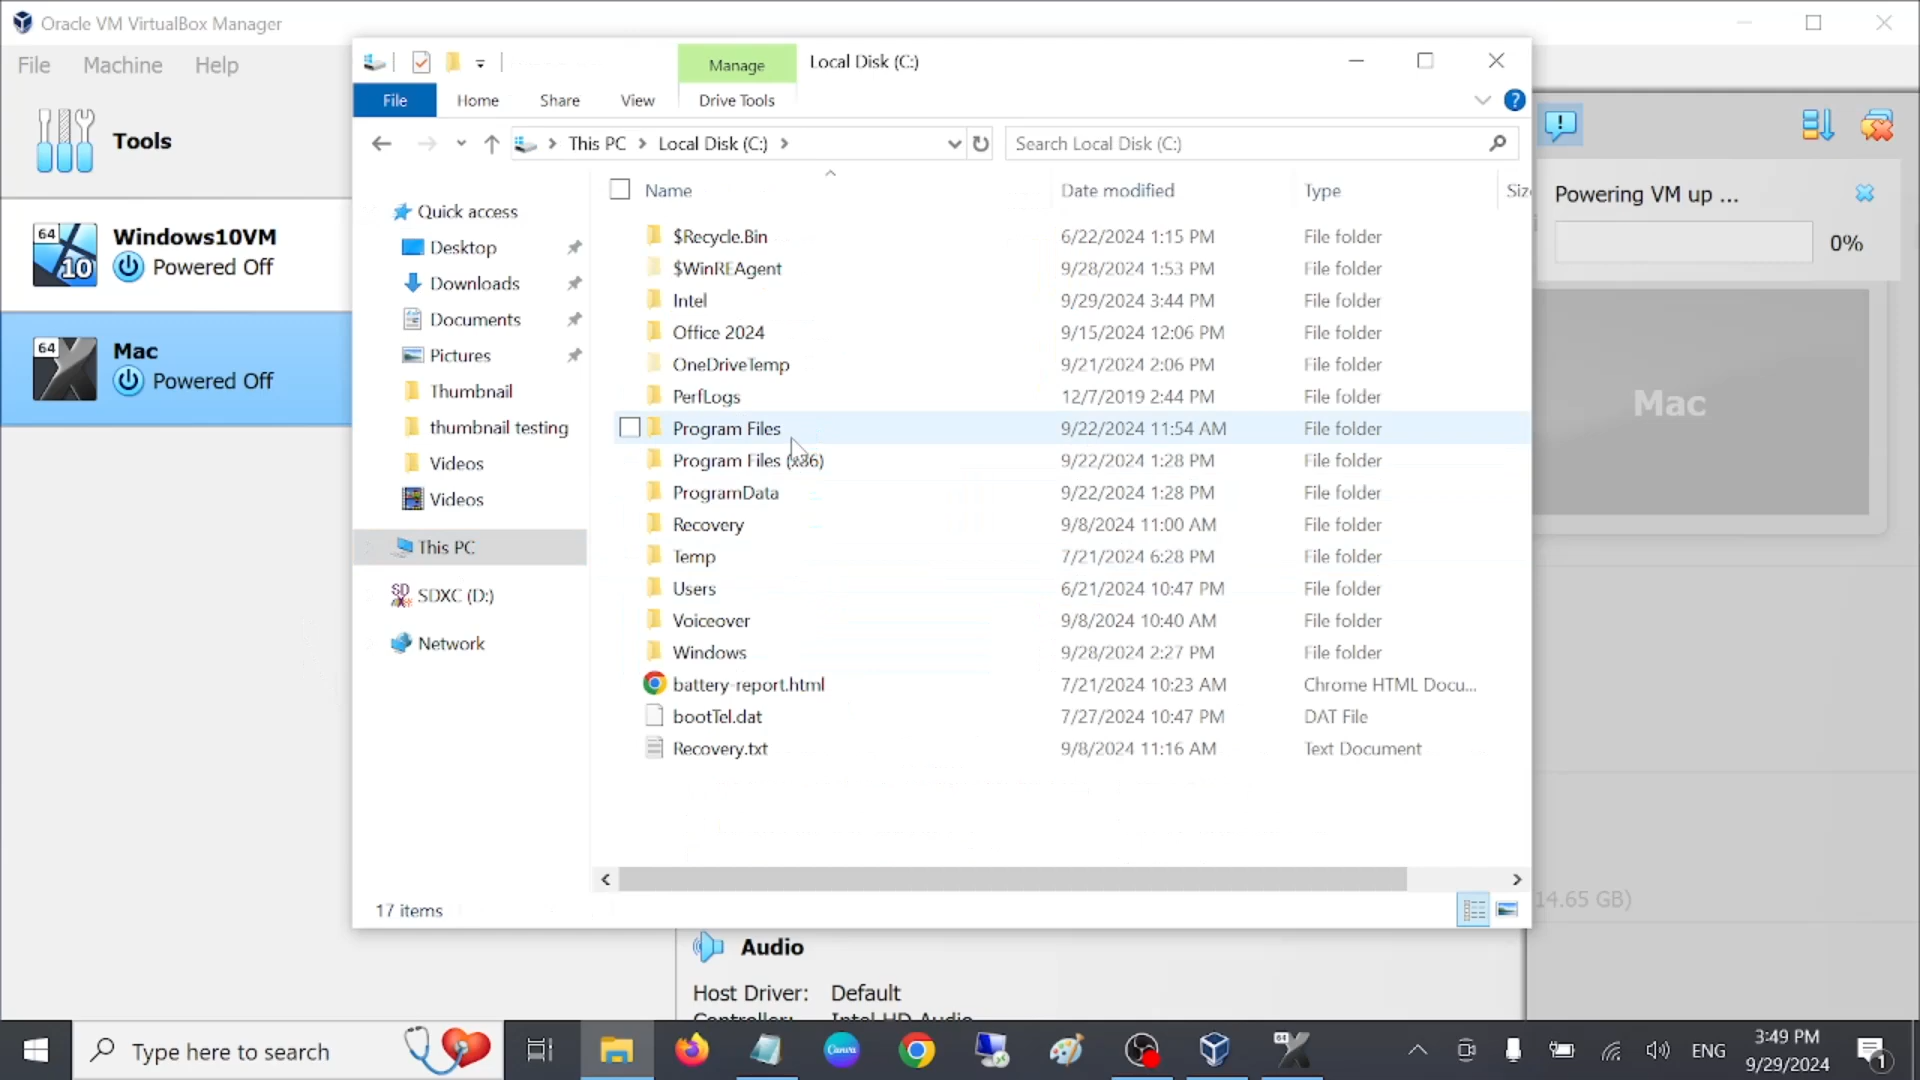 Oracle VM VirtualBox Manager
File Machine Help
Tools
64
10
Windows10VM
Powered Off
64
Mac
Powered Off
Manage
Local Disk (C:)
File Home Share View Drive Tools
This PC Local Disk (C:)
Search Local Disk (C:)
Quick access
Desktop
Downloads
Documents
Pictures
Thumbnail
thumbnail testing
Videos
Videos
This PC
SDXC (D:)
Network
Name Date modified Type Siz
$Recycle.Bin 6/22/2024 1:15 PM File folder
$WinREAgent 9/28/2024 1:53 PM File folder
Intel 9/29/2024 3:44 PM File folder
Office 2024 9/15/2024 12:06 PM File folder
OneDriveTemp 9/21/2024 2:06 PM File folder
PerfLogs 12/7/2019 2:44 PM File folder
Program Files 9/22/2024 11:54 AM File folder
Program Files (x86) 9/22/2024 1:28 PM File folder
ProgramData 9/22/2024 1:28 PM File folder
Recovery 9/8/2024 11:00 AM File folder
Temp 7/21/2024 6:28 PM File folder
Users 6/21/2024 10:47 PM File folder
Voiceover 9/8/2024 10:40 AM File folder
Windows 9/28/2024 2:27 PM File folder
battery-report.html 7/21/2024 10:23 AM Chrome HTML Docu...
bootTel.dat 7/27/2024 10:47 PM DAT File
Recovery.txt 9/8/2024 11:16 AM Text Document
17 items
Powering VM up ...
0%
Mac
14.65 GB)
Audio
Host Driver: Default
Controller: Intel HD Audio
Type here to search
Canva
64
ENG
3:49 PM
9/29/2024
1